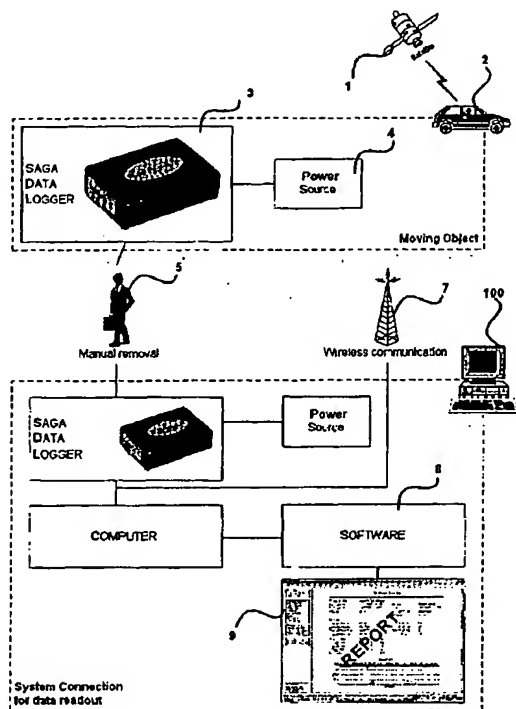 1
2
3
SAGA
DATA
LOGGER
4
Power
Source
Moving Object
5
Manual removal
7
Wireless communication
100
SAGA
DATA
LOGGER
Power
Source
8
COMPUTER
SOFTWARE
9
REPORT
System Connection
for data readout